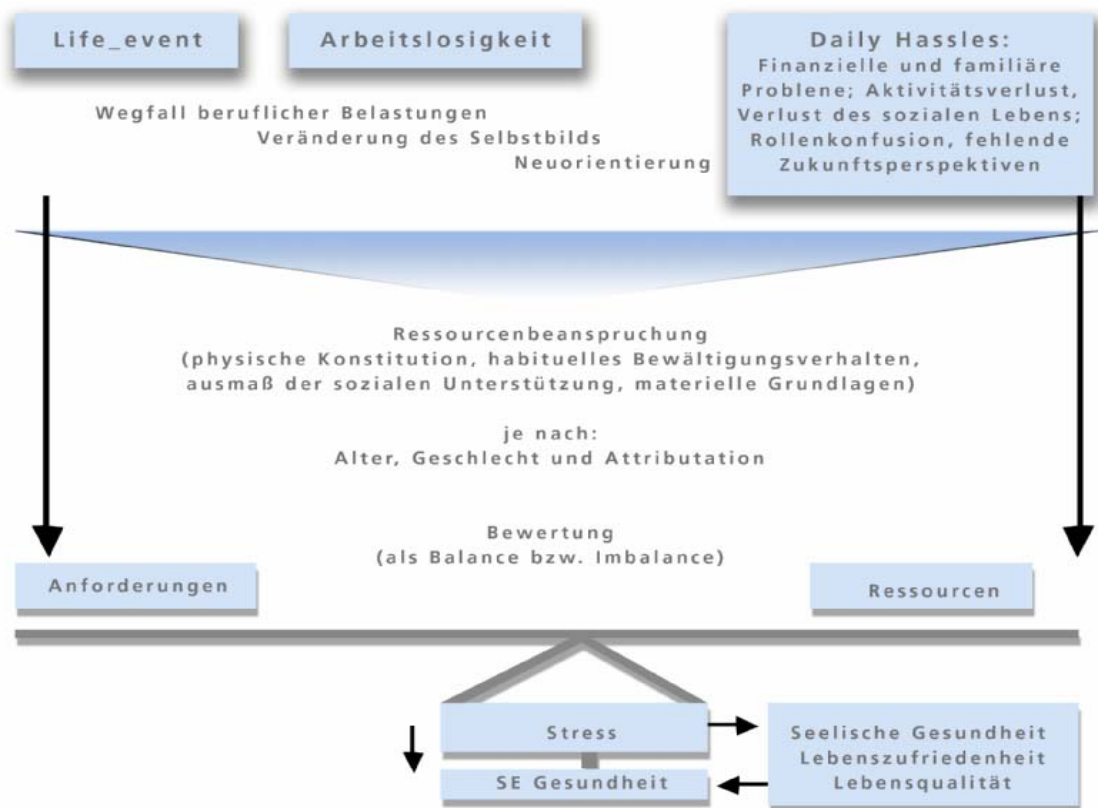 Life_event
Arbeitslosigkeit
Daily Hassles:
Finanzielle und familiäre
Problene; Aktivitätsverlust,
Verlust des sozialen Lebens;
Rollenkonfusion, fehlende
Zukunftsperspektiven
Wegfall beruflicher Belastungen
Veränderung des Selbstbilds
Neuorientierung
Ressourcenbeanspruchung
(physische Konstitution, habituelles Bewältigungsverhalten,
ausmaß der sozialen Unterstützung, materielle Grundlagen)
je nach:
Alter, Geschlecht und Attributation
Bewertung
(als Balance bzw. Imbalance)
Anforderungen
Ressourcen
Stress
SE Gesundheit
Seelische Gesundheit
Lebenszufriedenheit
Lebensqualität